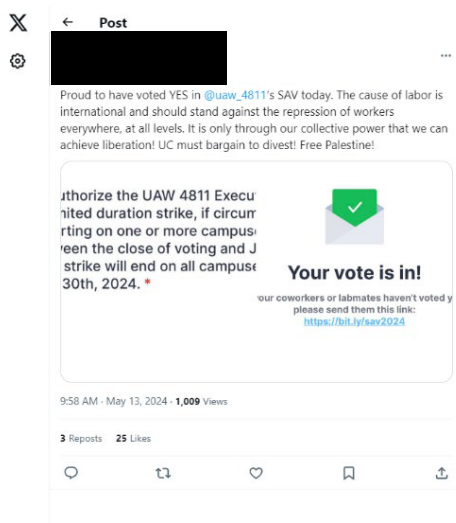 Post
Proud to have voted YES in @uaw_4811's SAV today. The cause of labor is
international and should stand against the repression of workers
everywhere, at all levels. It is only through our collective power that we can
achieve liberation! UC must bargain to divest! Free Palestine!
uthorize the UAW 4811 Execu
nited duration strike, if circum
rting on one or more campus
veen the close of voting and J
strike will end on all campuse
30th, 2024. *
Your vote is in!
our coworkers or labmates haven't voted y
please send them this link:
https://bit.ly/sav2024
9:58 AM · May 13, 2024 · 1,009 Views
3 Reposts 25 Likes